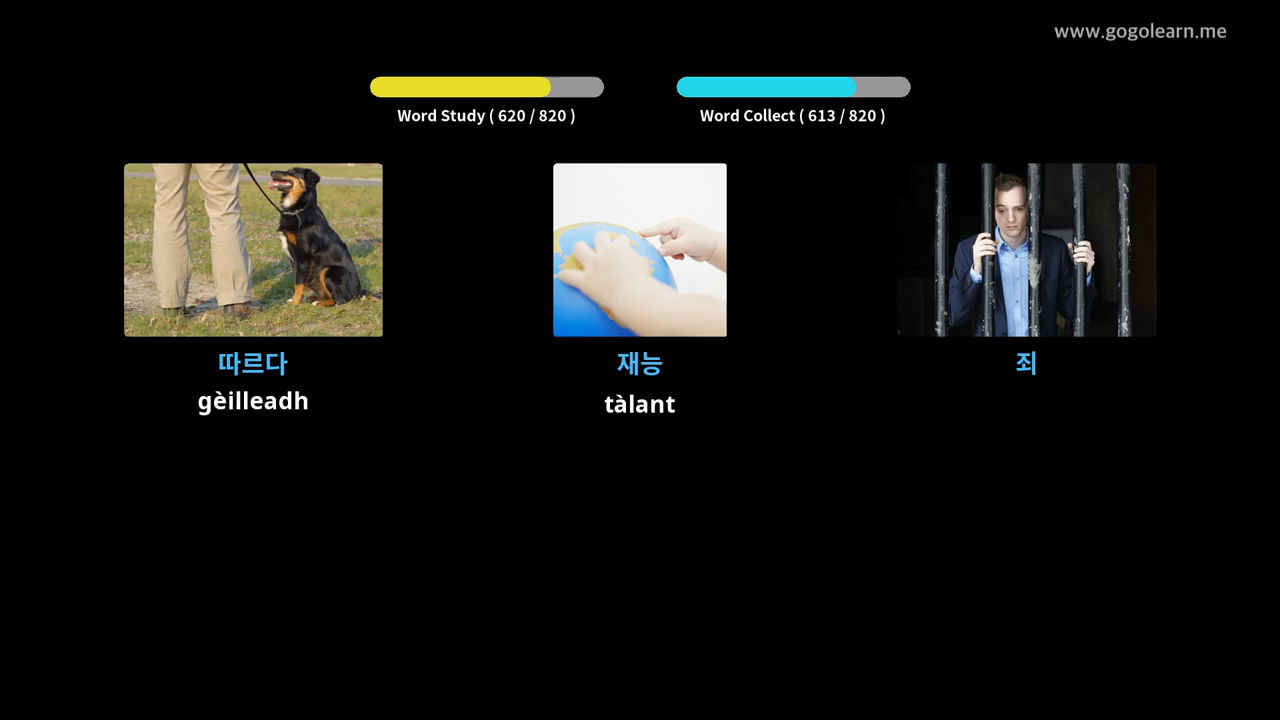 www.gogolearn.me
Word Study ( 620 / 820 )
Word Collect ( 613 / 820 )
따르다
재능
죄
gèilleadh
tàlant